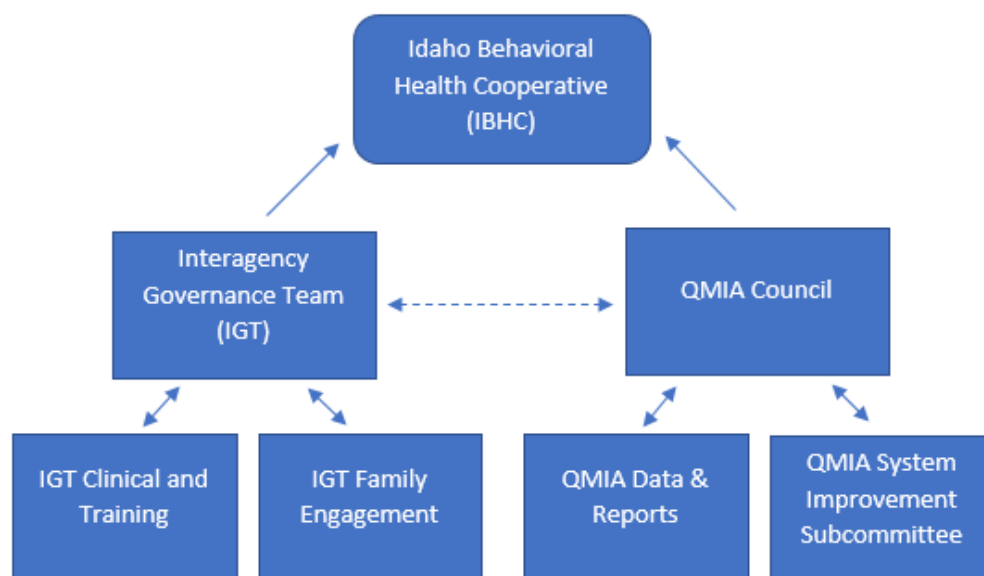 Idaho Behavioral
Health Cooperative
(IBHC)
Interagency
Governance Team
(IGT)
QMIA Council
IGT Clinical and
Training
IGT Family
Engagement
QMIA Data &
Reports
QMIA System
Improvement
Subcommittee